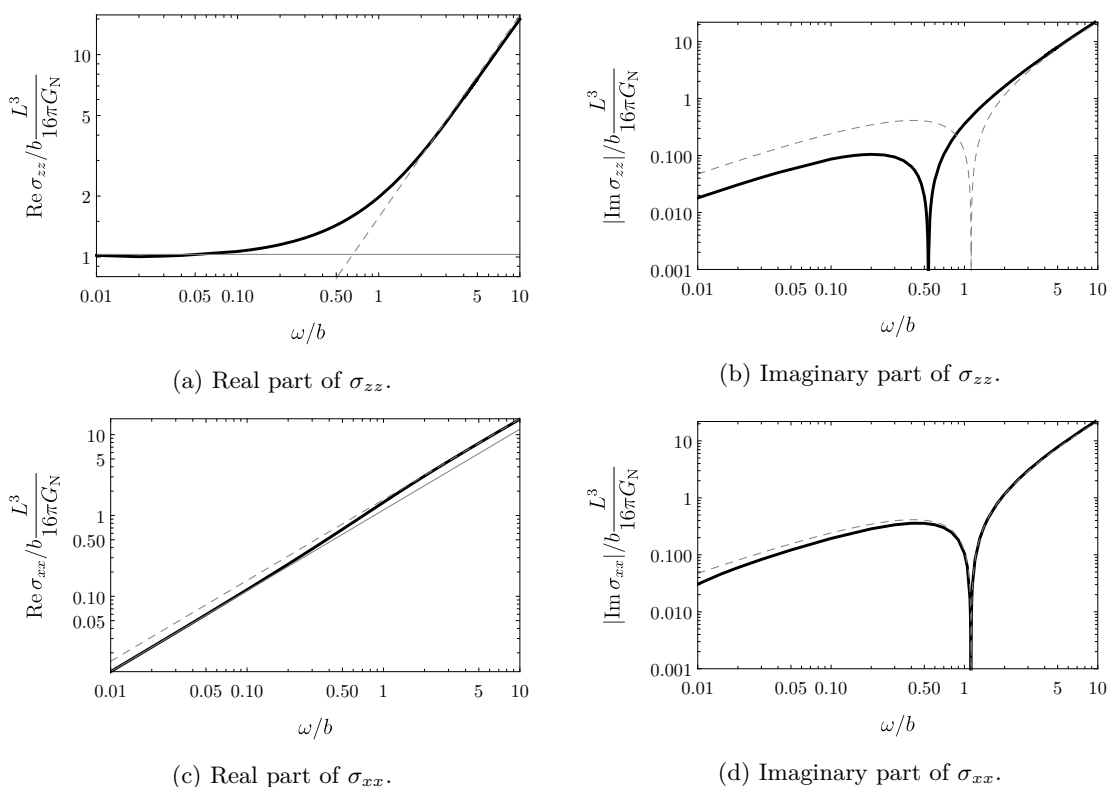 10
5
2
1
0.01 0.05 0.10 0.50 1 5 10
Re σzz/b L³/16πG_N
ω/b
(a) Real part of σzz.
10
1
0.100
0.010
0.001
0.01 0.05 0.10 0.50 1 5 10
|Im σzz|/b L³/16πG_N
ω/b
(b) Imaginary part of σzz.
10
5
1
0.50
0.10
0.05
0.01 0.05 0.10 0.50 1 5 10
Re σxx/b L³/16πG_N
ω/b
(c) Real part of σxx.
10
1
0.100
0.010
0.001
0.01 0.05 0.10 0.50 1 5 10
|Im σxx|/b L³/16πG_N
ω/b
(d) Imaginary part of σxx.